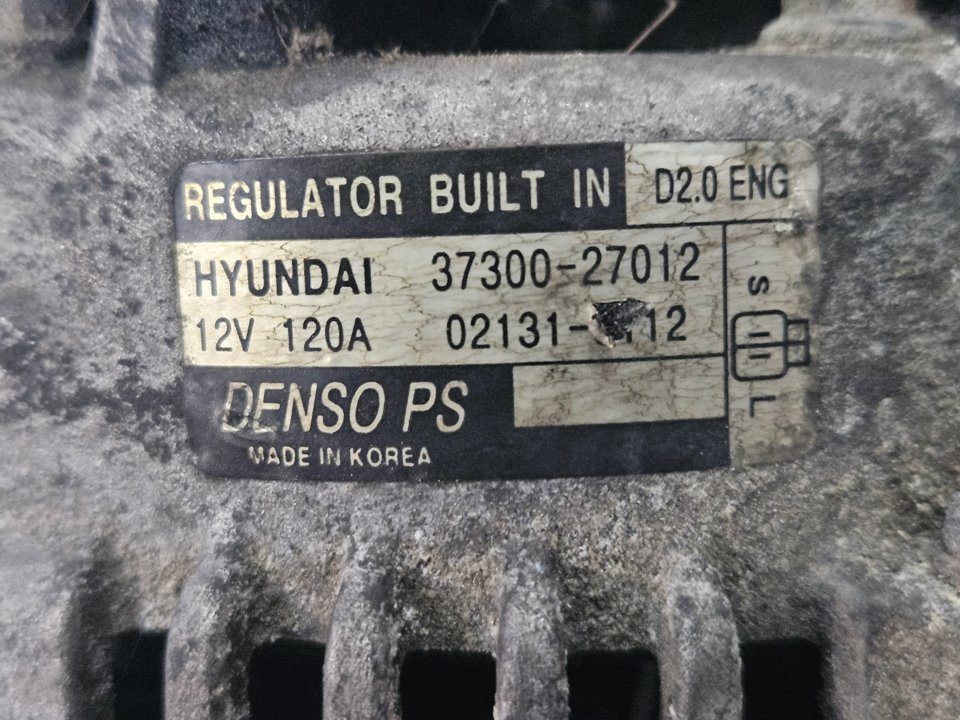 REGULATOR BUILT IN D2.0 ENG
HYUNDAI 37300-27012
12V 120A
S
L
DENSO PS
MADE IN KOREA